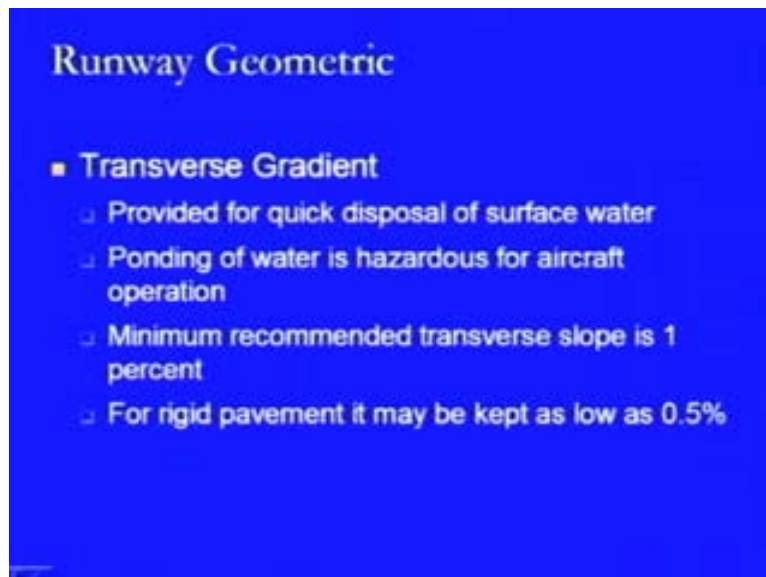 Runway Geometric
Transverse Gradient
Provided for quick disposal of surface water
Ponding of water is hazardous for aircraft
operation
Minimum recommended transverse slope is 1
percent
For rigid pavement it may be kept as low as 0.5%